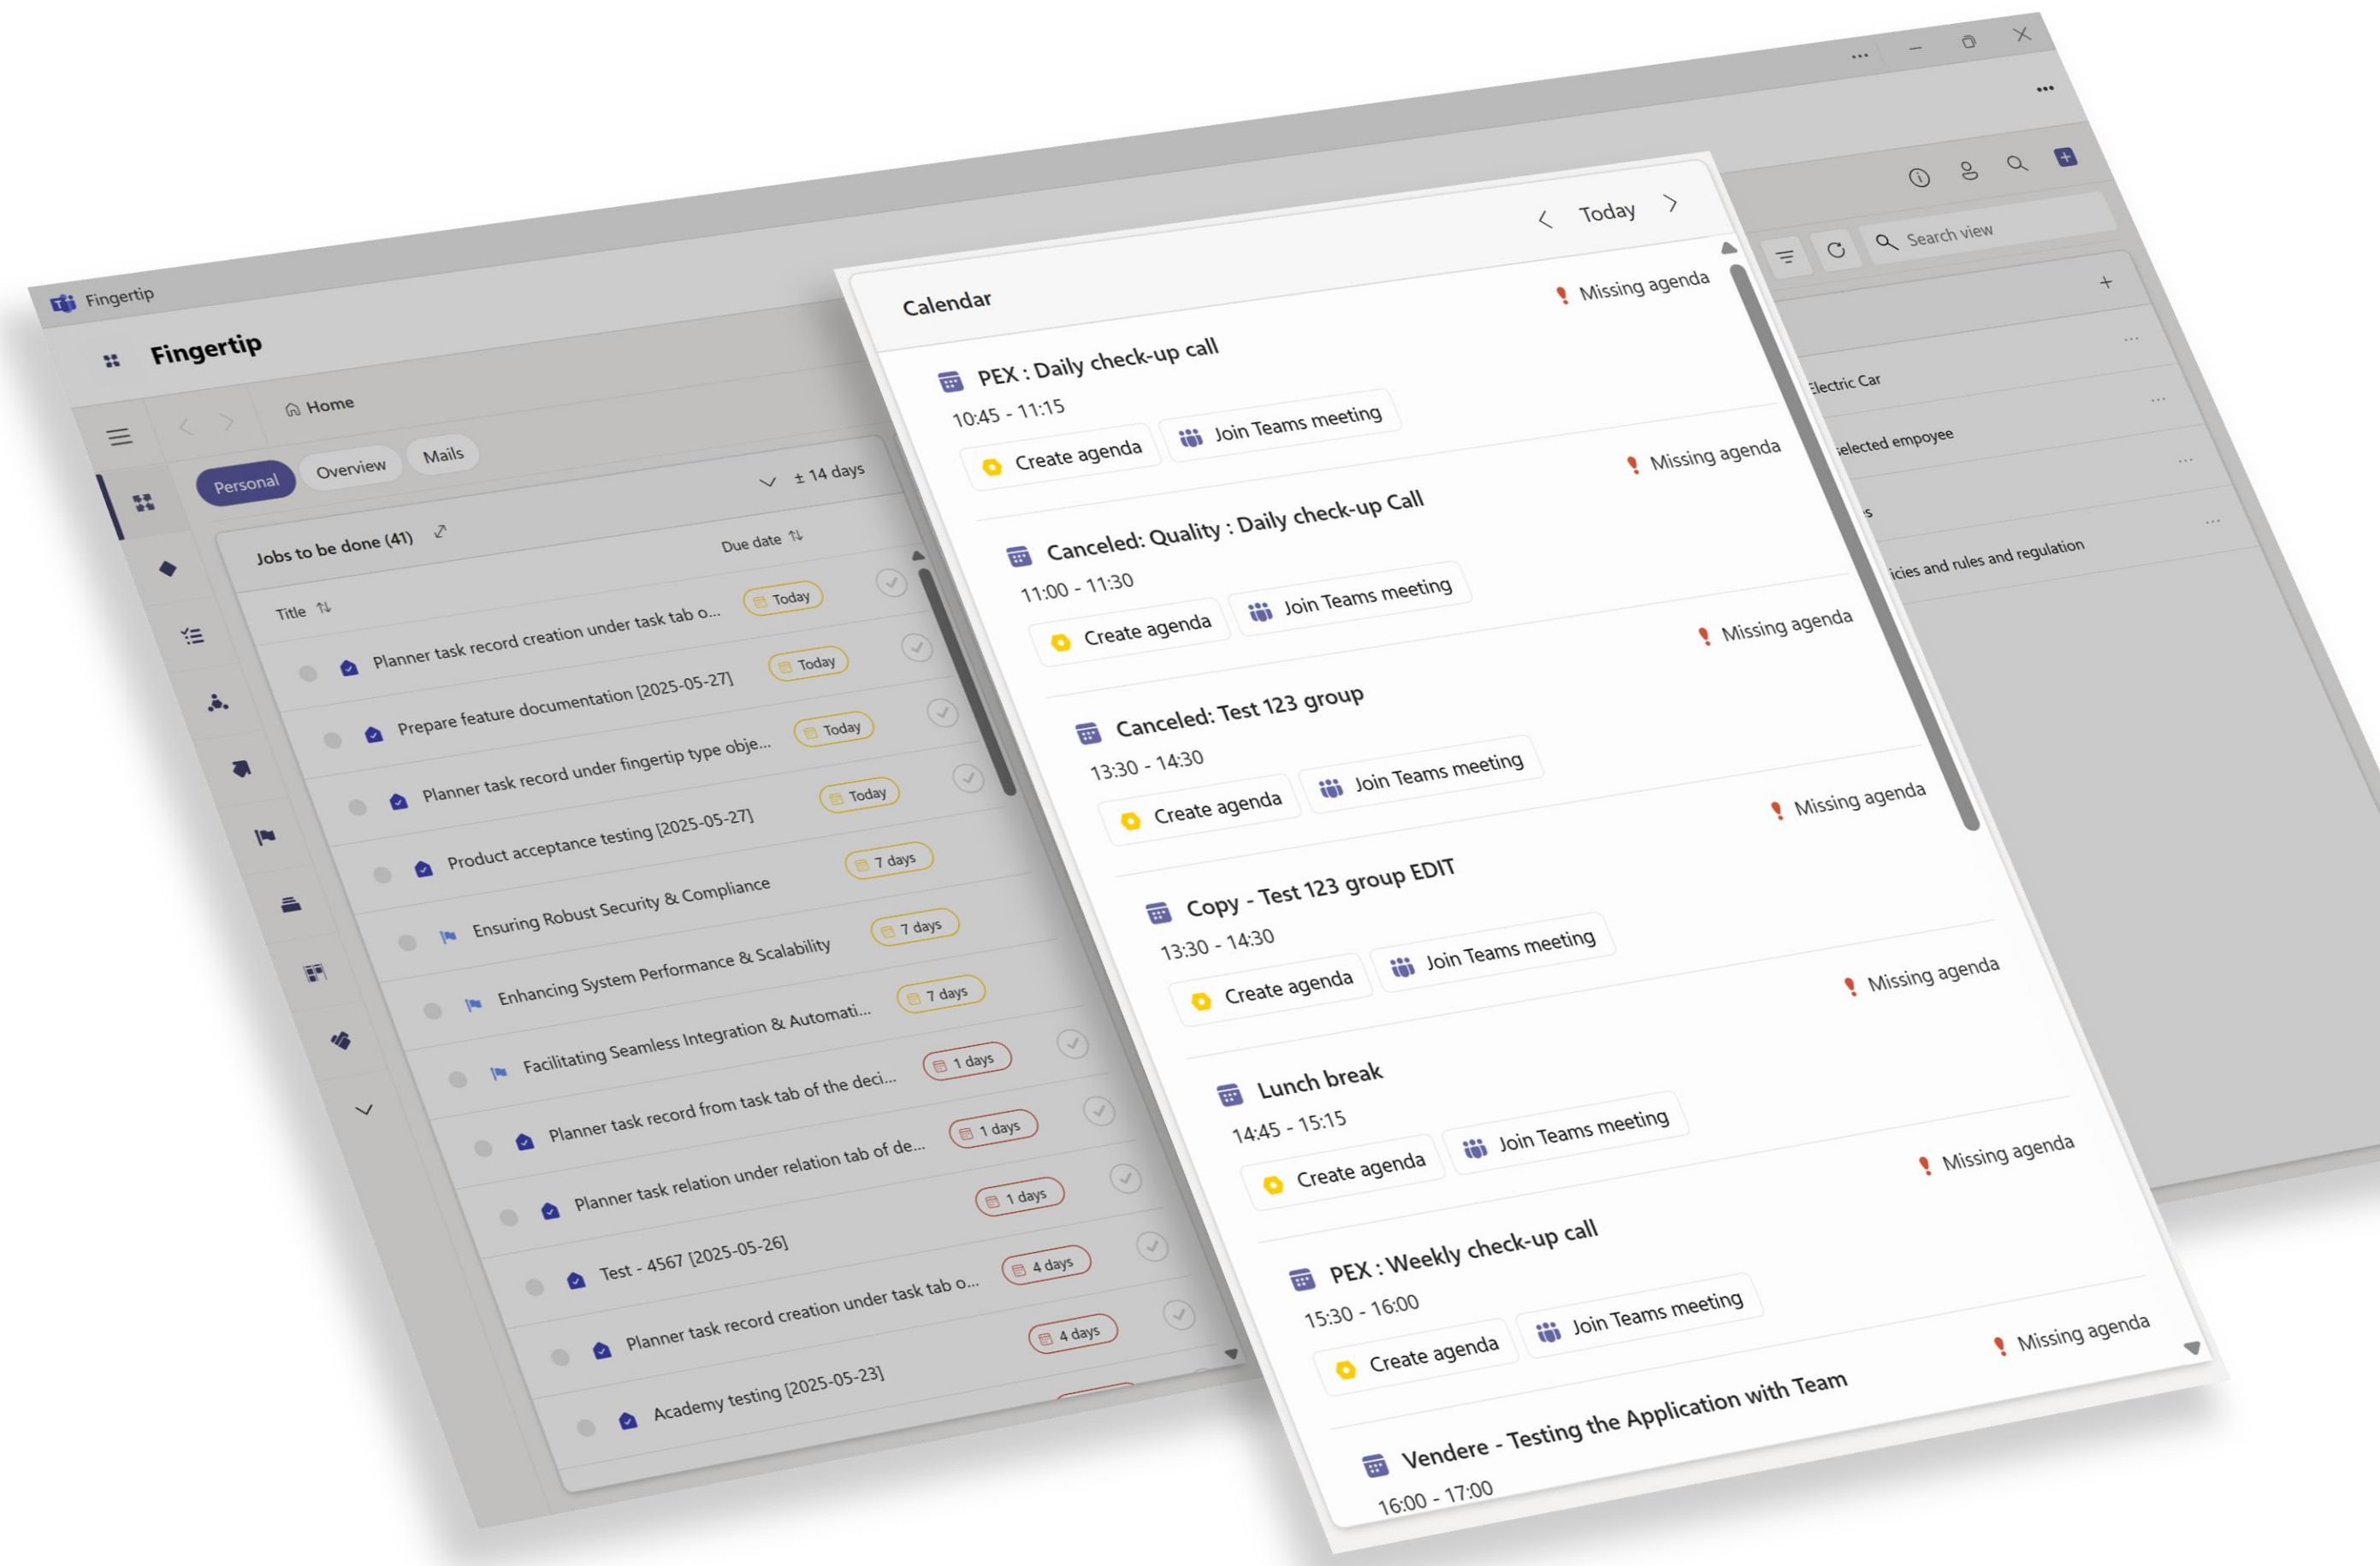 Fingertip
Fingertip
Home
Personal
Overview
Mails
Jobs to be done (41)
± 14 days
Title
Due date
Planner task record creation under task tab o...
Today
Prepare feature documentation [2025-05-27]
Today
Planner task record under fingertip type obje...
Today
Product acceptance testing [2025-05-27]
Today
Ensuring Robust Security & Compliance
7 days
Enhancing System Performance & Scalability
7 days
Facilitating Seamless Integration & Automati...
7 days
Planner task record from task tab of the deci...
1 days
Planner task relation under relation tab of de...
1 days
Test - 4567 [2025-05-26]
1 days
Planner task record creation under task tab o...
4 days
Academy testing [2025-05-23]
4 days
Calendar
Today
Missing agenda
PEX : Daily check-up call
10:45 - 11:15
Create agenda
Join Teams meeting
Missing agenda
Canceled: Quality : Daily check-up Call
11:00 - 11:30
Create agenda
Join Teams meeting
Missing agenda
Canceled: Test 123 group
13:30 - 14:30
Create agenda
Join Teams meeting
Missing agenda
Copy - Test 123 group EDIT
13:30 - 14:30
Create agenda
Join Teams meeting
Missing agenda
Lunch break
14:45 - 15:15
Create agenda
Join Teams meeting
Missing agenda
PEX : Weekly check-up call
15:30 - 16:00
Create agenda
Join Teams meeting
Missing agenda
Vendere - Testing the Application with Team
16:00 - 17:00
Search view
Electric Car
selected empoyee
s
icies and rules and regulation